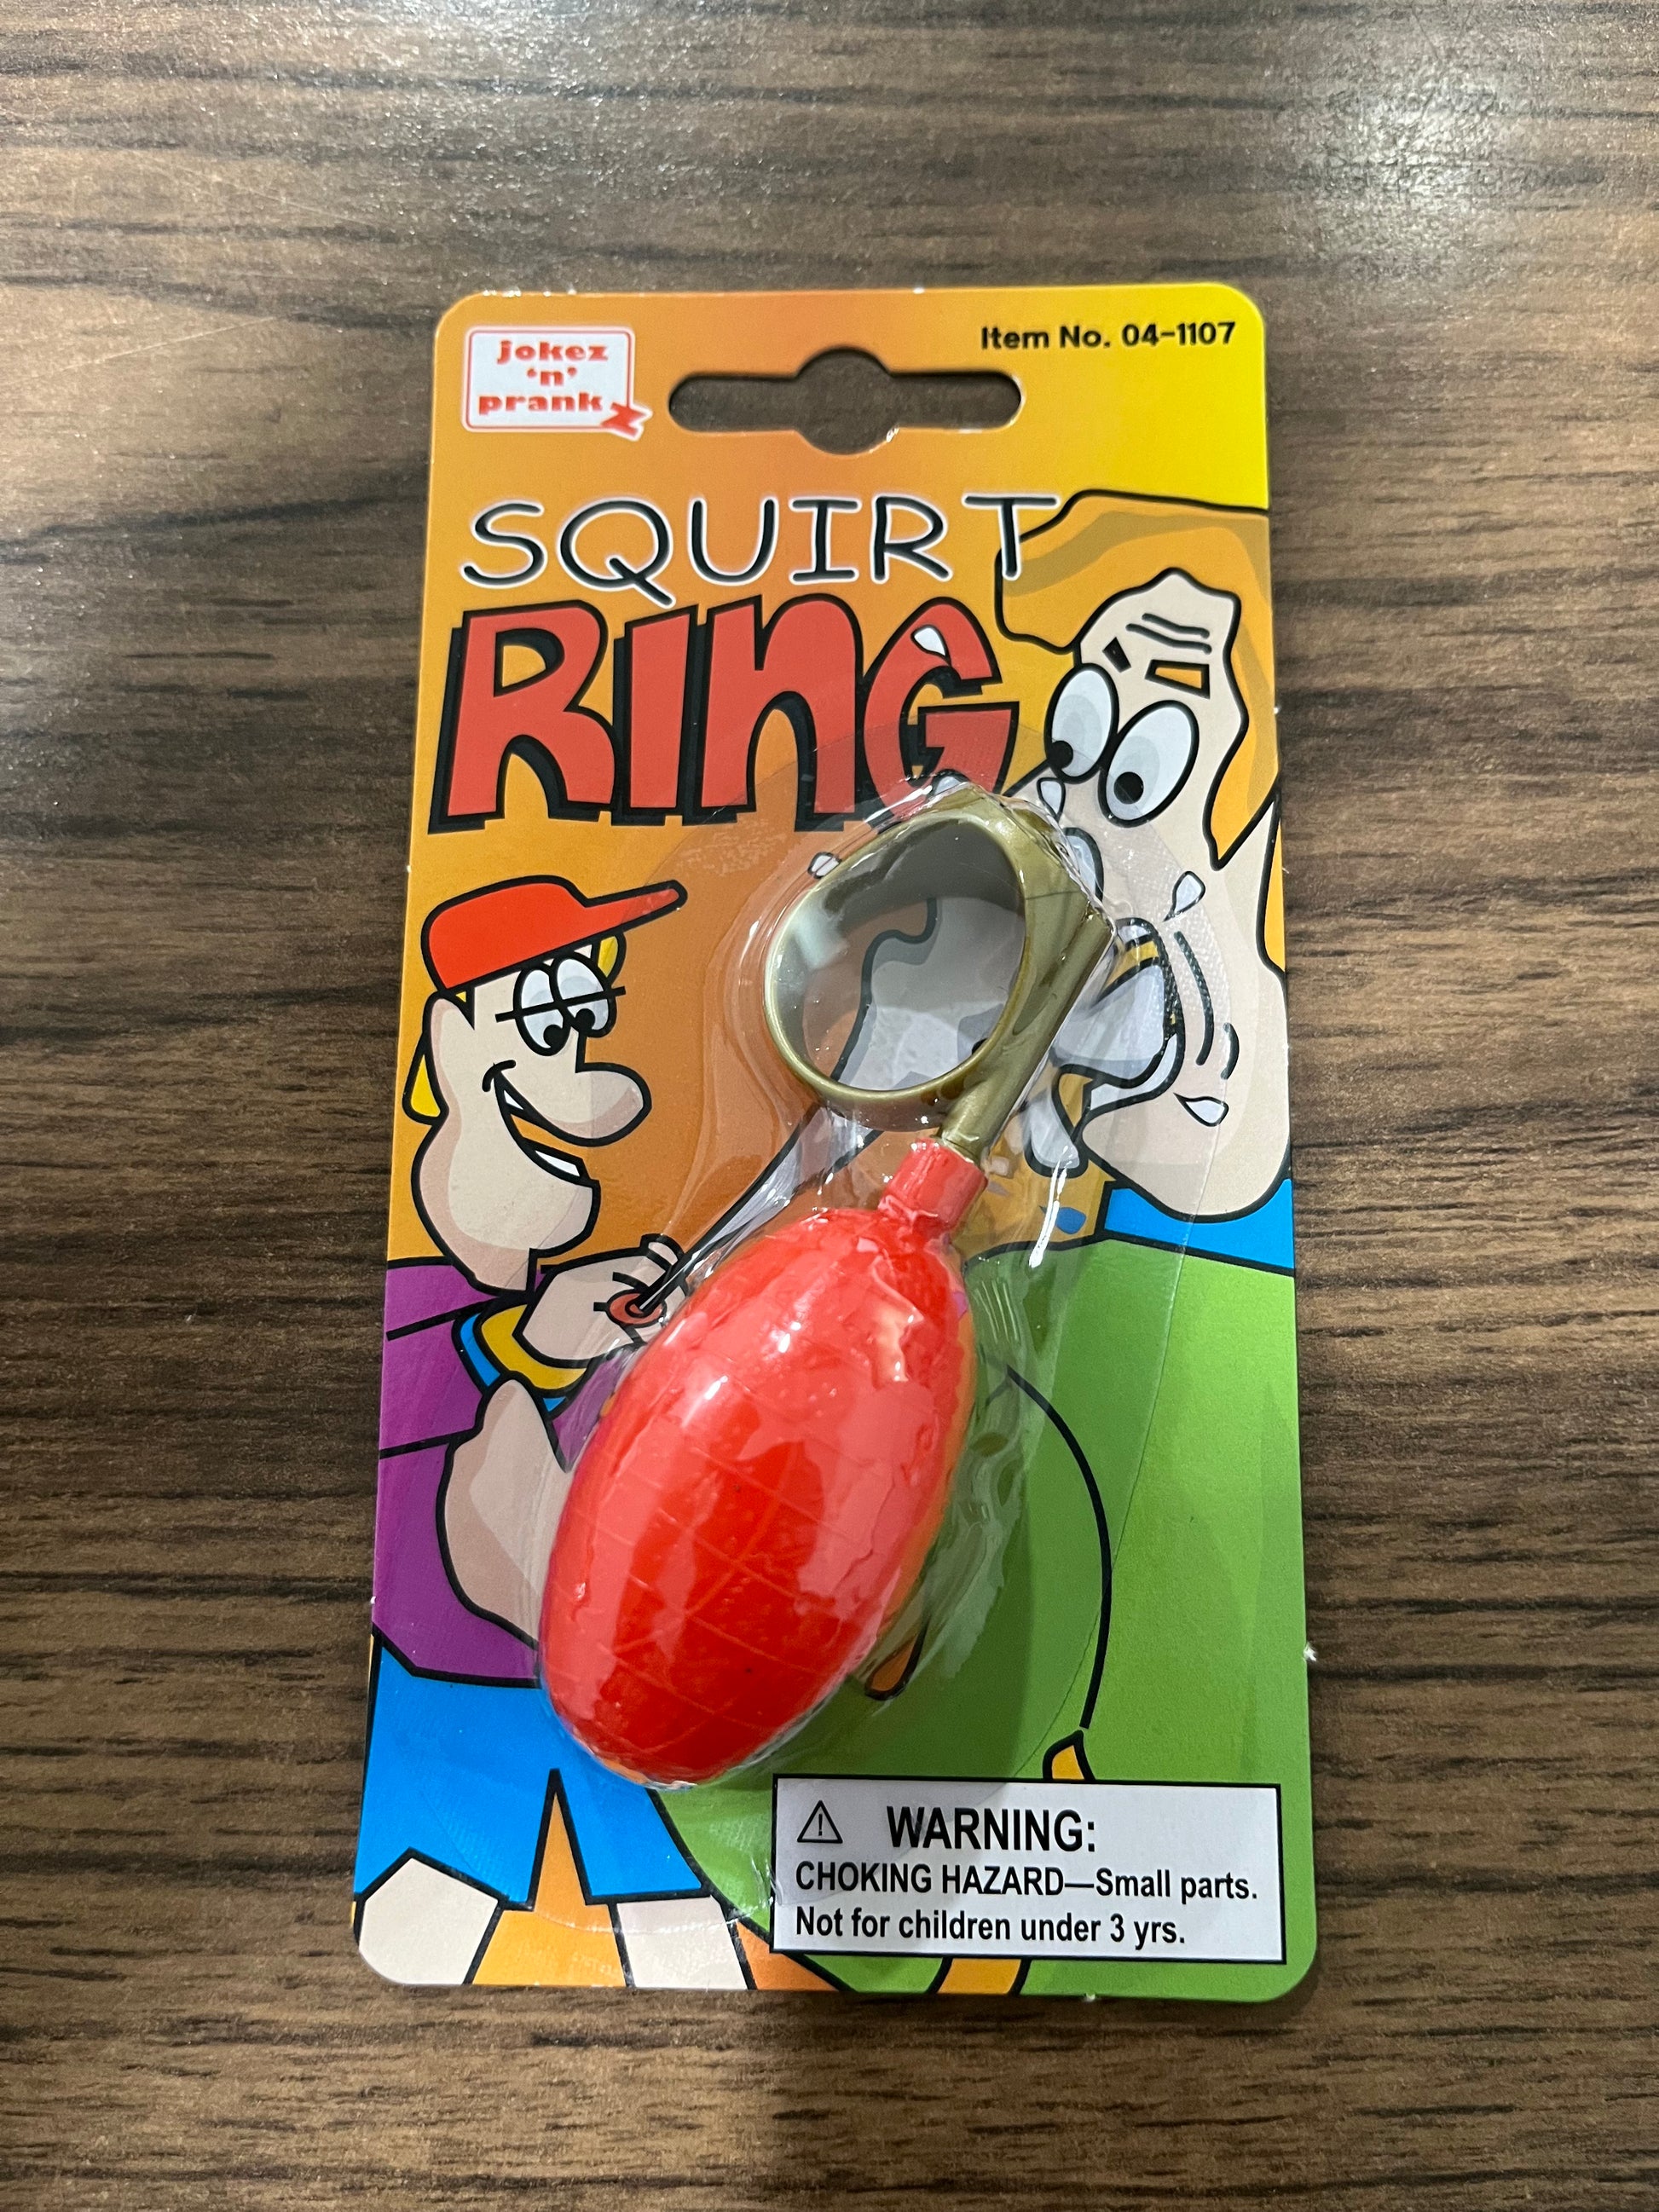 jokez
'n'
prankz
Item No. 04-1107
SQUIRT
RING
⚠ WARNING:
CHOKING HAZARD—Small parts.
Not for children under 3 yrs.